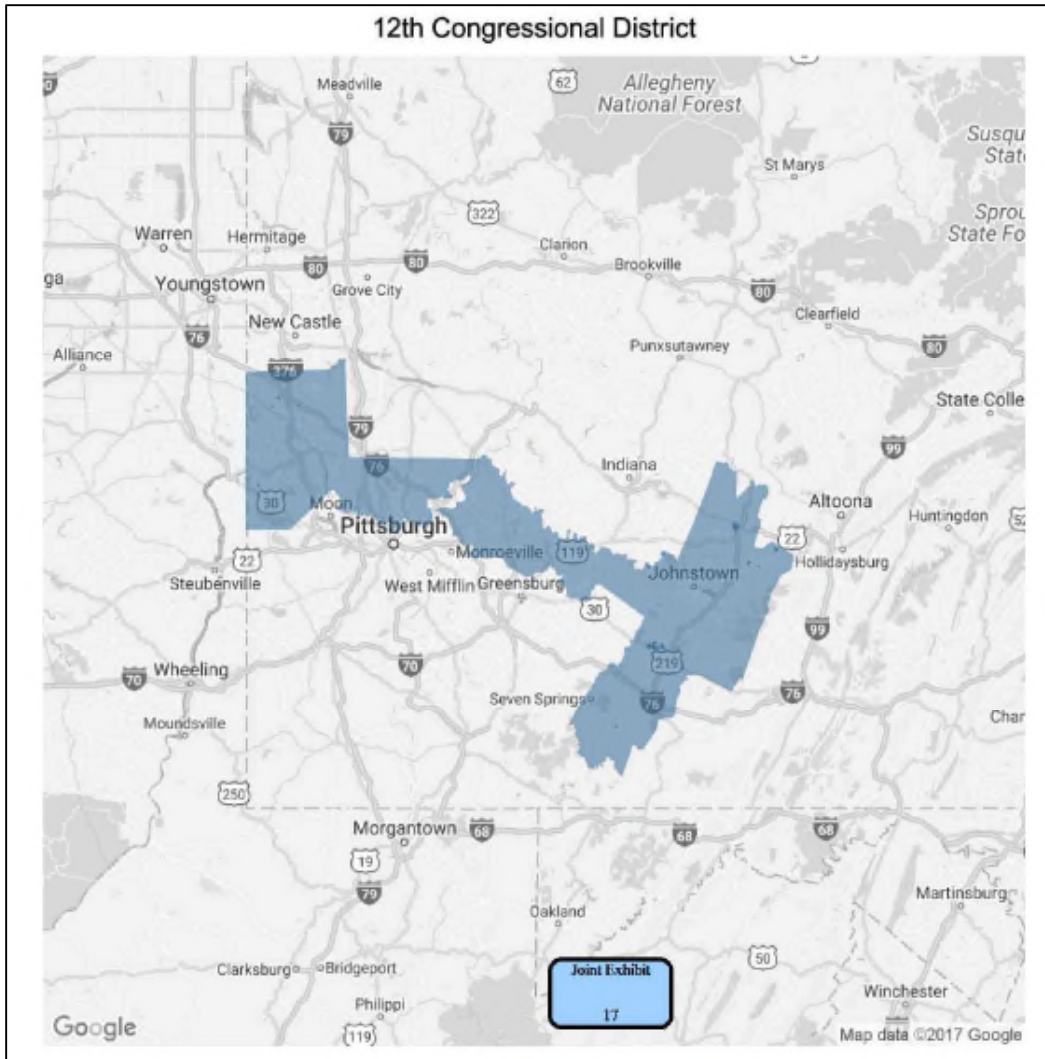 12th Congressional District
Meadville
62
Allegheny
National Forest
79
Susqu
State
St Marys
322
Sprou
State Fo
Warren
Hermitage
Clarion
80
80
Brookville
ga
Youngstown
Grove City
80
Clearfield
New Castle
76
Punxsutawney
80
Alliance
376
State Colle
79
99
76
Indiana
30
Moon
Altoona
Huntingdon
52
Pittsburgh
22
22
119
Monroeville
Hollidaysburg
Steubenville
West Mifflin
Greensburg
Johnstown
30
99
70
219
Wheeling
70
76
Seven Springs
76
Moundsville
Char
250
Morgantown
68
68
68
19
79
Martinsburg
Oakland
50
Joint Exhibit
17
Clarksburg
Bridgeport
Winchester
Philippi
Google
119
Map data ©2017 Google